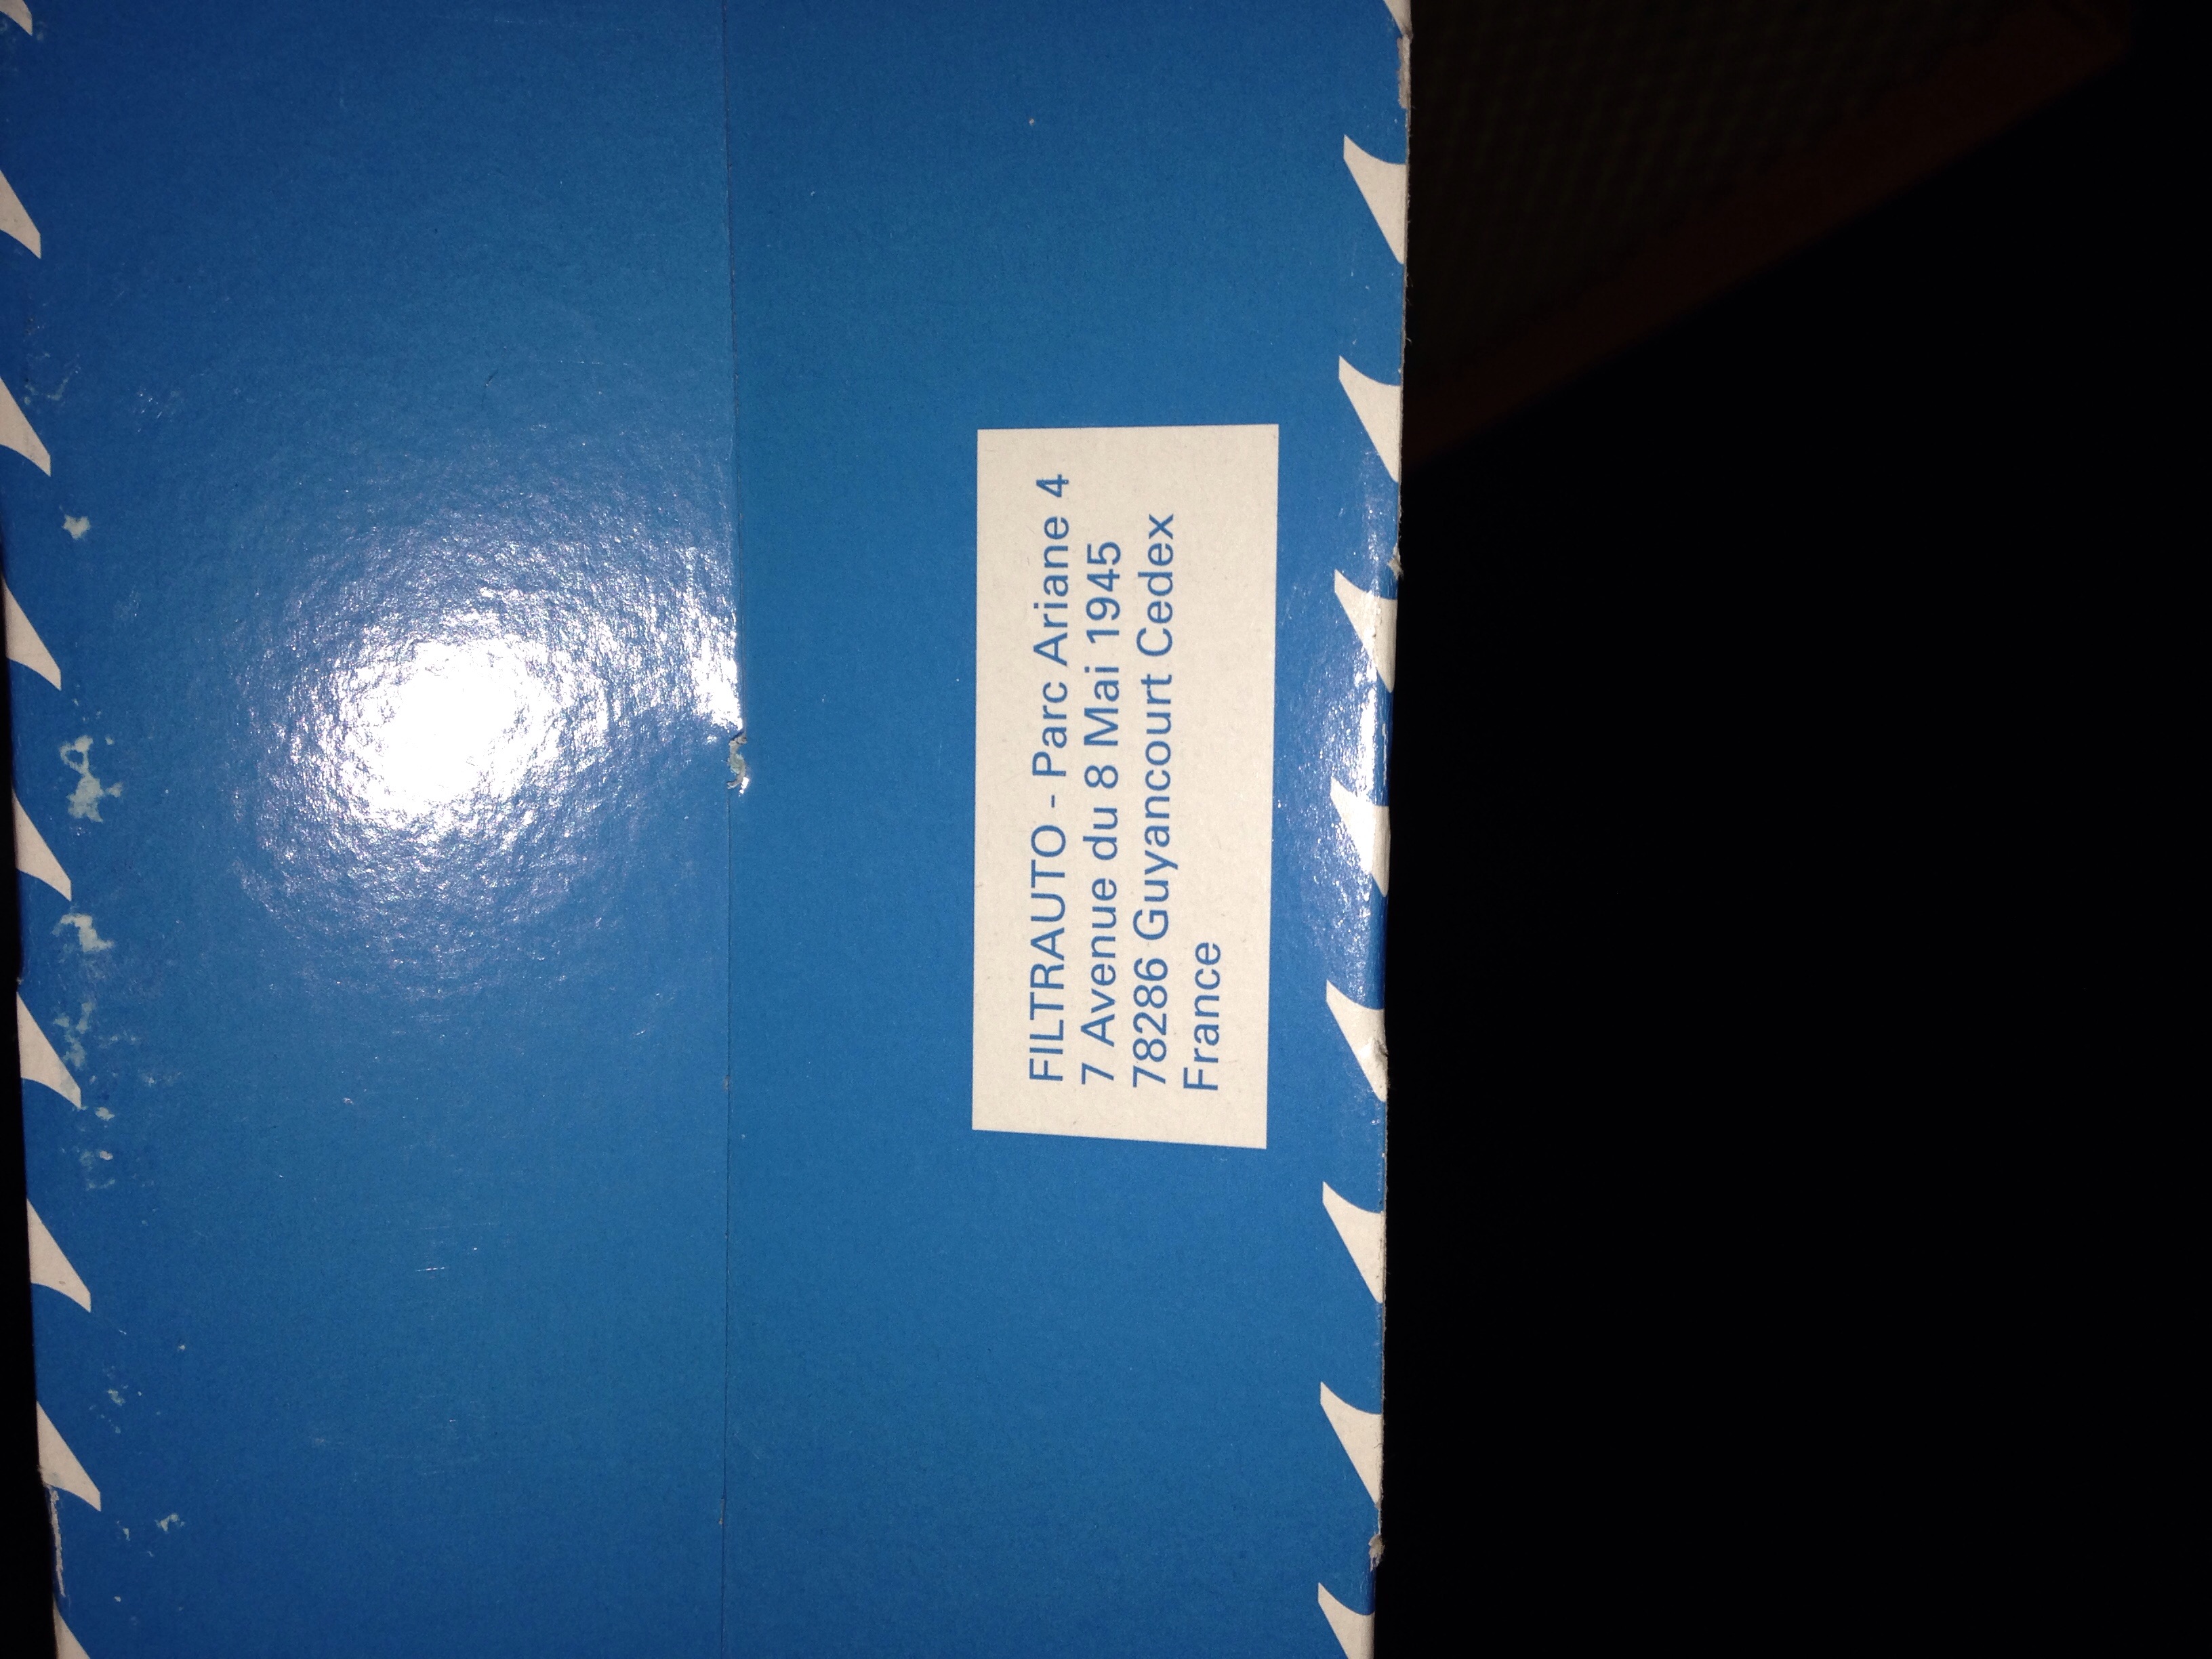 FILTRAUTO - Parc Ariane 4
7 Avenue du 8 Mai 1945
78286 Guyancourt Cedex
France